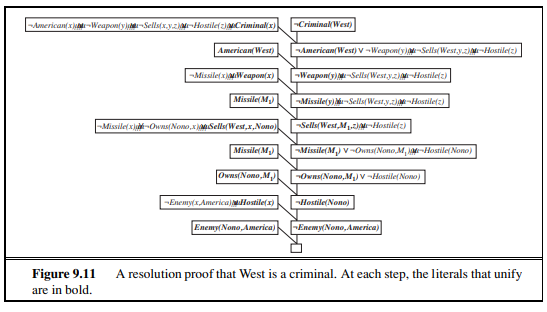 ¬American(x) ∨ ¬Weapon(y) ∨ ¬Sells(x,y,z) ∨ ¬Hostile(z) ∨ Criminal(x) ¬Criminal(West)
American(West) ¬American(West) ∨ ¬Weapon(y) ∨ ¬Sells(West,y,z) ∨ ¬Hostile(z)
¬Missile(x) ∨ Weapon(x) ¬Weapon(y) ∨ ¬Sells(West,y,z) ∨ ¬Hostile(z)
Missile(M₁) ¬Missile(y) ∨ ¬Sells(West,y,z) ∨ ¬Hostile(z)
¬Missile(x) ∨ ¬Owns(Nono,x) ∨ Sells(West,x,Nono) ¬Sells(West,M₁,z) ∨ ¬Hostile(z)
Missile(M₁) ¬Missile(M₁) ∨ ¬Owns(Nono,M₁) ∨ ¬Hostile(Nono)
Owns(Nono,M₁) ¬Owns(Nono,M₁) ∨ ¬Hostile(Nono)
¬Enemy(x,America) ∨ Hostile(x) ¬Hostile(Nono)
Enemy(Nono,America) ¬Enemy(Nono,America)
Figure 9.11 A resolution proof that West is a criminal. At each step, the literals that unify
are in bold.